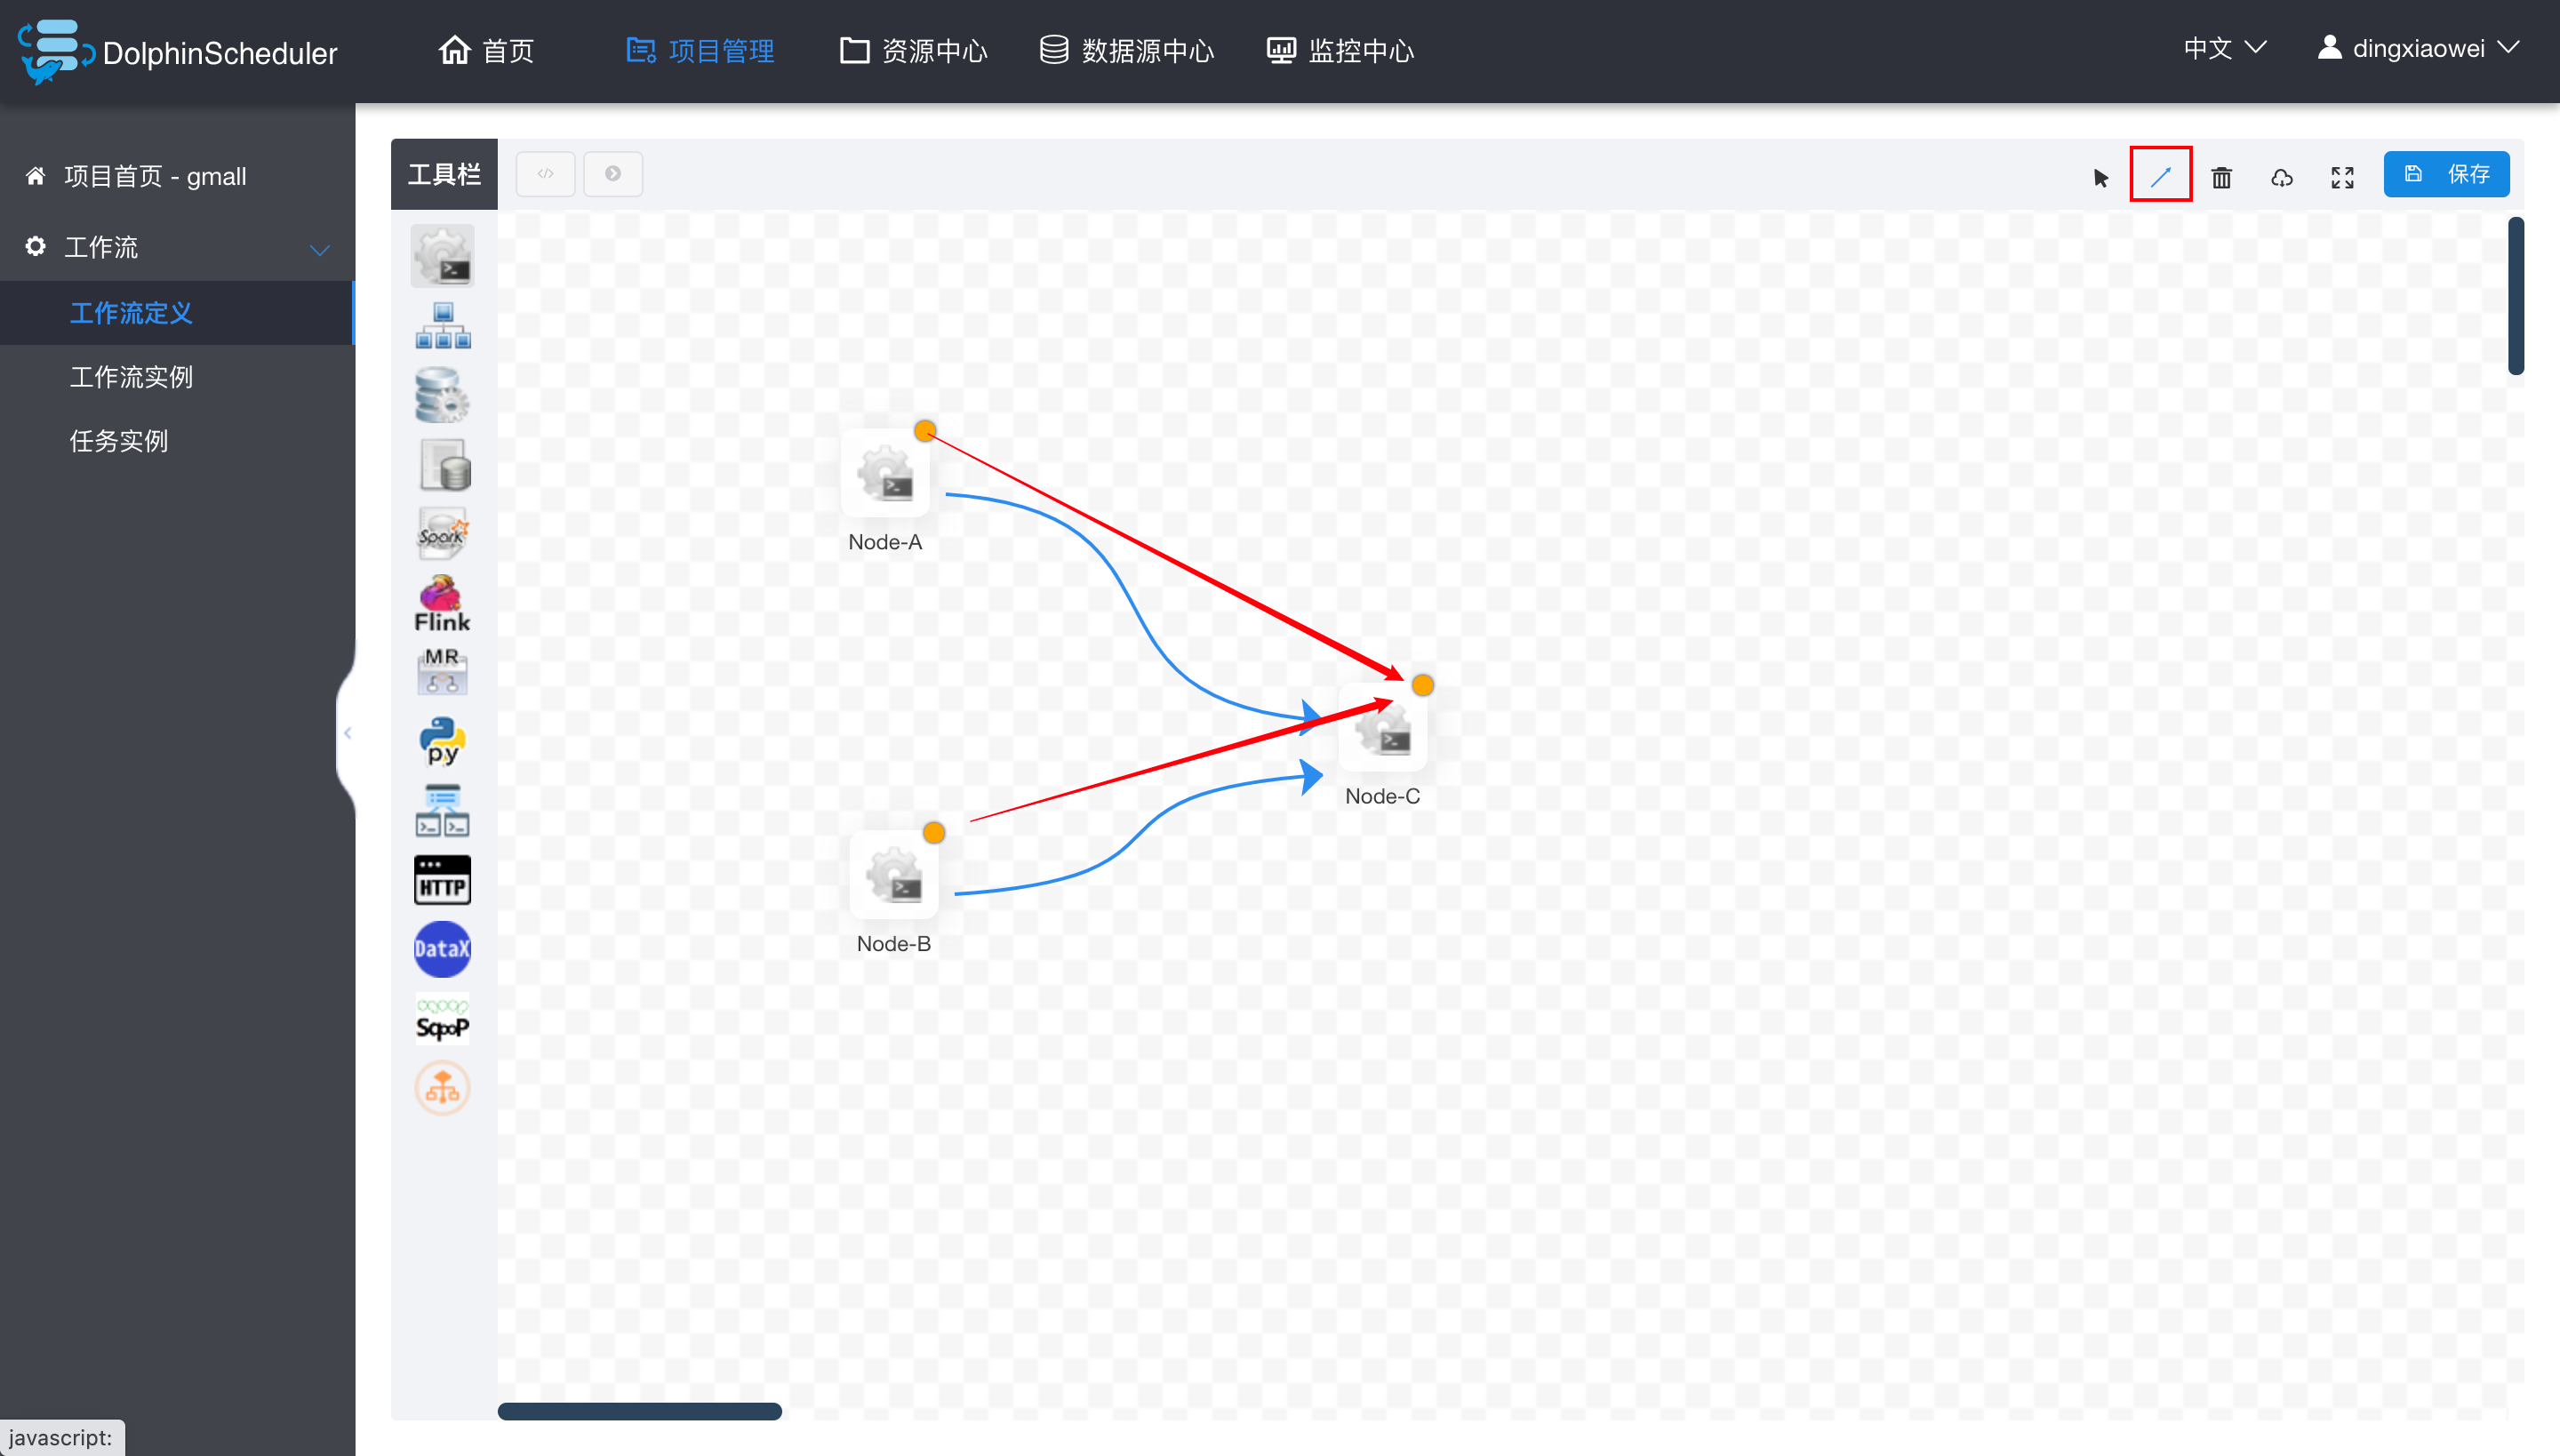 DolphinScheduler
首页
项目管理
资源中心
数据源中心
监控中心
中文
dingxiaowei
项目首页 - gmall
工作流
工作流定义
工作流实例
任务实例
工具栏
</>
保存
Spark
Flink
MR
py
HTTP
DataX
SqooP
Node-A
Node-B
Node-C
javascript: